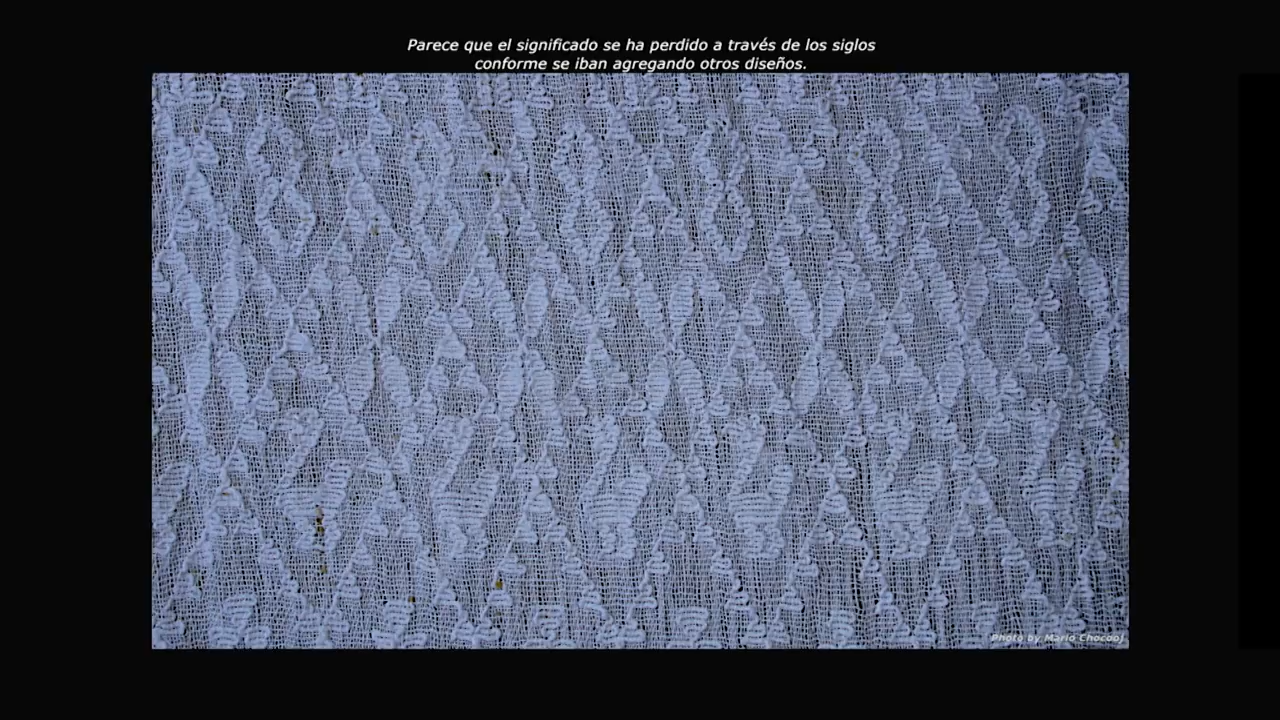 Parece que el significado se ha perdido a través de los siglos
conforme se iban agregando otros diseños.
Photo by Mario Chocooj